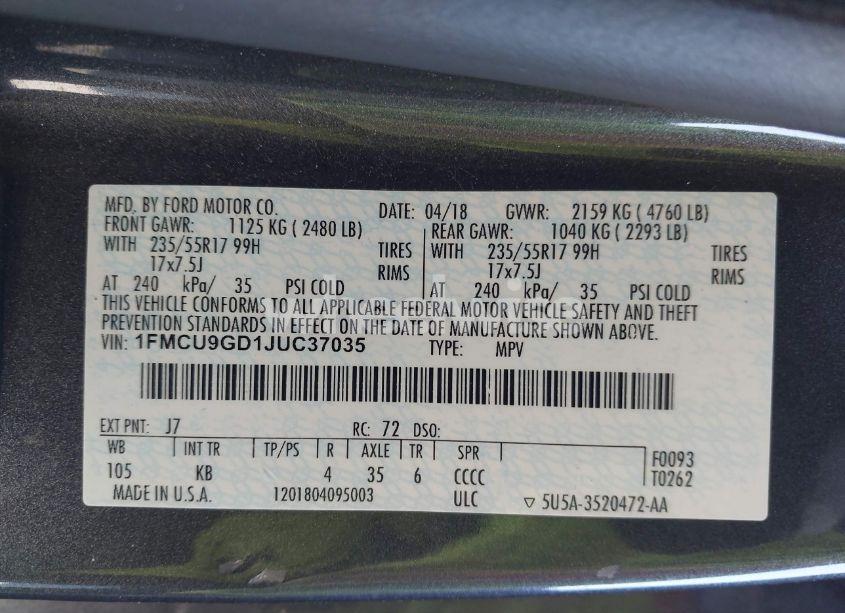 MFD. BY FORD MOTOR CO. DATE: 04/18 GVWR: 2159 KG ( 4760 LB)
FRONT GAWR: 1125 KG ( 2480 LB) REAR GAWR: 1040 KG ( 2293 LB)
WITH 235/55R17 99H TIRES WITH 235/55R17 99H TIRES
17x7.5J RIMS 17x7.5J RIMS
AT 240 kPa/ 35 PSI COLD AT 240 kPa/ 35 PSI COLD
THIS VEHICLE CONFORMS TO ALL APPLICABLE FEDERAL MOTOR VEHICLE SAFETY AND THEFT
PREVENTION STANDARDS IN EFFECT ON THE DATE OF MANUFACTURE SHOWN ABOVE.
VIN: 1FMCU9GD1JUC37035 TYPE: MPV
EXT PNT: J7 RC: 72 DSO:
WB INT TR TP/PS R AXLE TR SPR F0093
105 KB 4 35 6 CCCC T0262
MADE IN U.S.A. 1201804095003 ULC ▽ 5U5A-3520472-AA